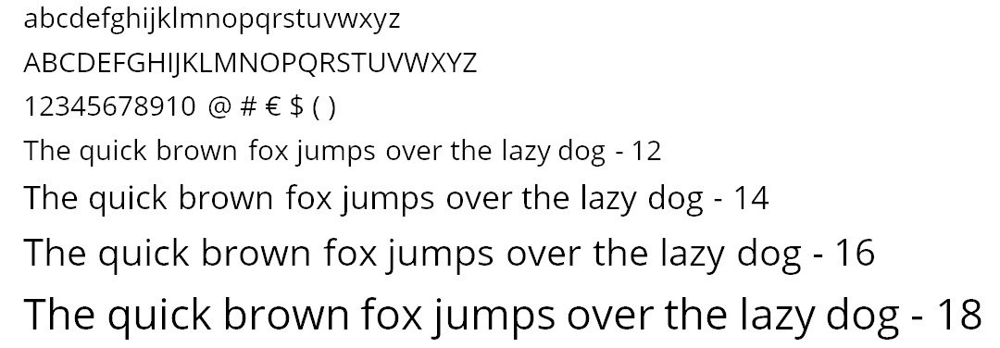 abcdefghijklmnopqrstuvwxyz
ABCDEFGHIJKLMNOPQRSTUVWXYZ
12345678910 @ # € $ ( )
The quick brown fox jumps over the lazy dog - 12
The quick brown fox jumps over the lazy dog - 14
The quick brown fox jumps over the lazy dog - 16
The quick brown fox jumps over the lazy dog - 18